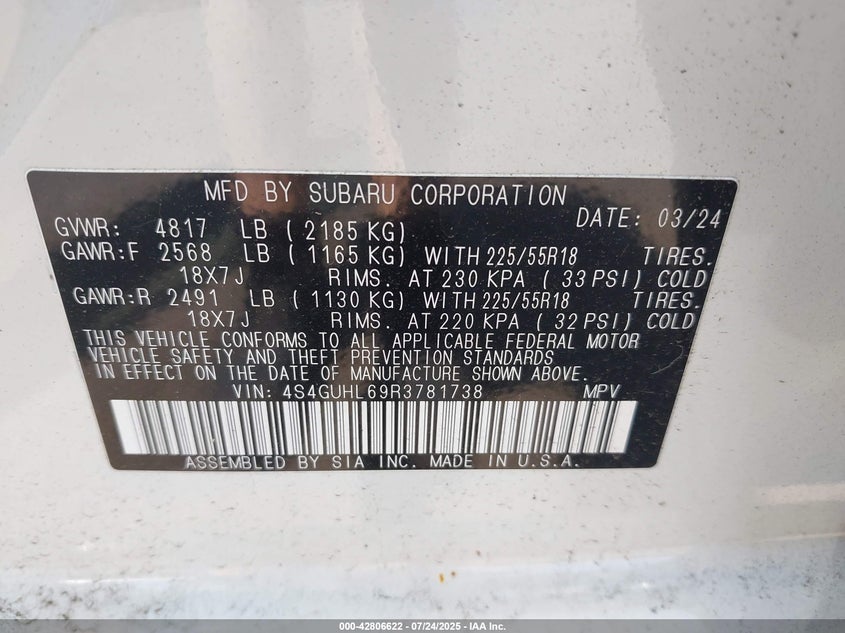 MFD BY SUBARU CORPORATION
DATE: 03/24
GVWR: 4817 LB ( 2185 KG)
GAWR:F 2568 LB ( 1165 KG) WITH 225/55R18 TIRES.
18X7J RIMS. AT 230 KPA ( 33 PSI) COLD
GAWR:R 2491 LB ( 1130 KG) WITH 225/55R18 TIRES.
18X7J RIMS. AT 220 KPA ( 32 PSI) COLD
THIS VEHICLE CONFORMS TO ALL APPLICABLE FEDERAL MOTOR
VEHICLE SAFETY AND THEFT PREVENTION STANDARDS
IN EFFECT ON THE DATE OF MANUFACTURE SHOWN ABOVE.
VIN: 4S4GUHL69R3781738 MPV
ASSEMBLED BY SIA INC. MADE IN U.S.A.
000-42806622 - 07/24/2025 - IAA Inc.